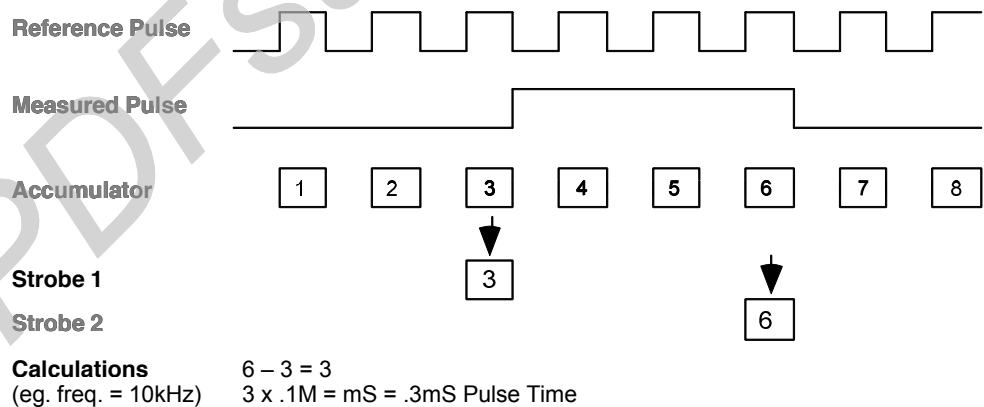 Reference Pulse
Measured Pulse
Accumulator 1 2 3 4 5 6 7 8
Strobe 1 3
Strobe 2 6
Calculations 6 – 3 = 3
(eg. freq. = 10kHz) 3 x .1M = mS = .3mS Pulse Time